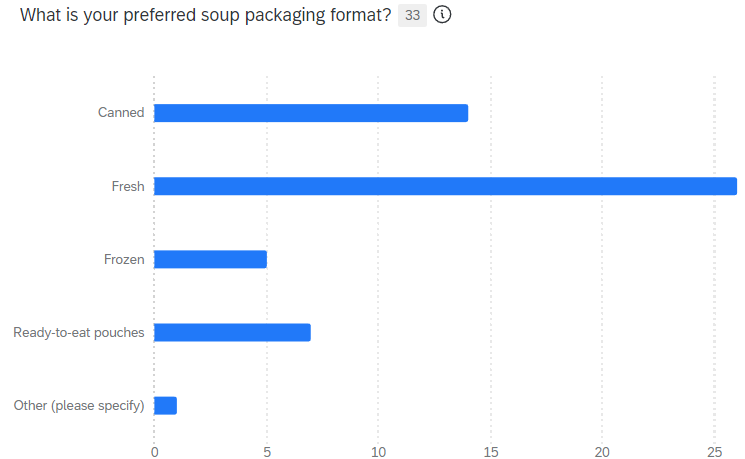 What is your preferred soup packaging format? 33
Canned
Fresh
Frozen
Ready-to-eat pouches
Other (please specify)
0 5 10 15 20 25